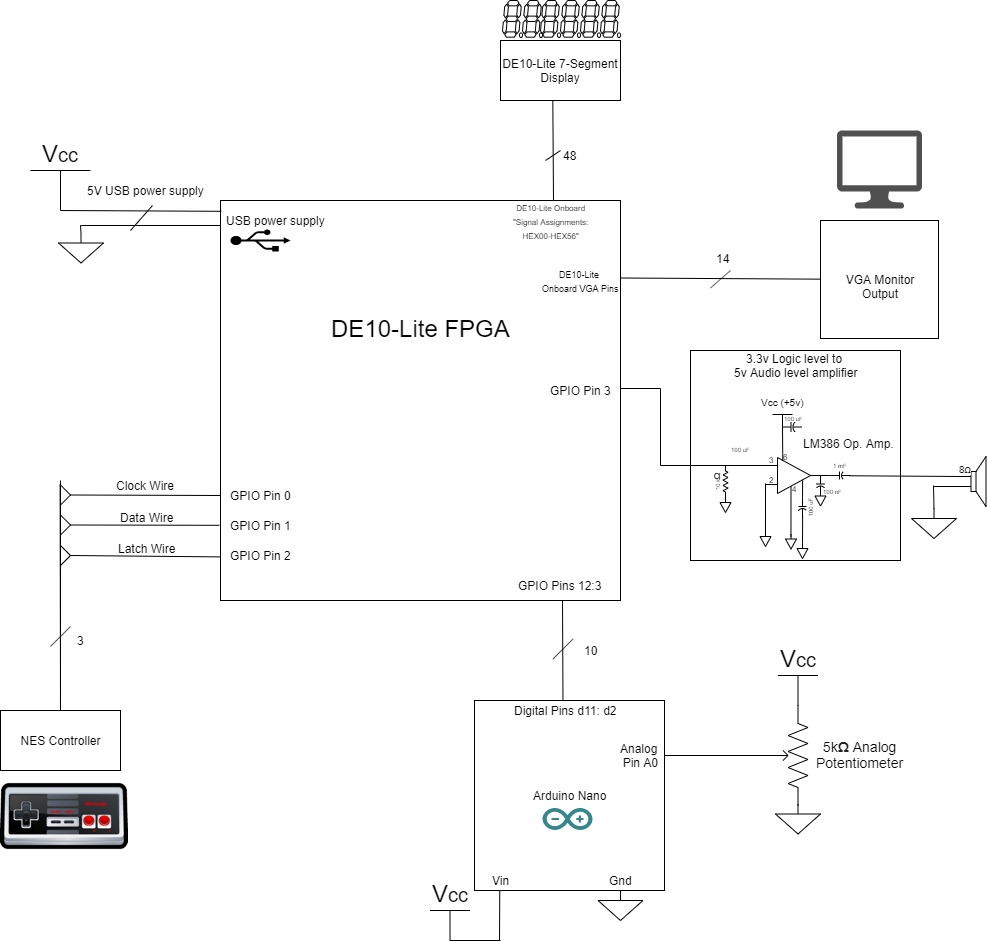 DE10-Lite 7-Segment
Display
48
Vcc
5V USB power supply
USB power supply
DE10-Lite Onboard
"Signal Assignments:
HEX00-HEX56"
14
DE10-Lite
Onboard VGA Pins
VGA Monitor
Output
DE10-Lite FPGA
3.3v Logic level to
5v Audio level amplifier
GPIO Pin 3
Vcc (+5v)
100 uF
LM386 Op. Amp.
100 uF
3
6
1 mF
8Ω
Ω
2
4
100 nF
100 uF
Clock Wire
GPIO Pin 0
Data Wire
GPIO Pin 1
Latch Wire
GPIO Pin 2
GPIO Pins 12:3
3
10
Vcc
Digital Pins d11: d2
NES Controller
Analog
Pin A0
5kΩ Analog
Potentiometer
Arduino Nano
Vin
Gnd
Vcc